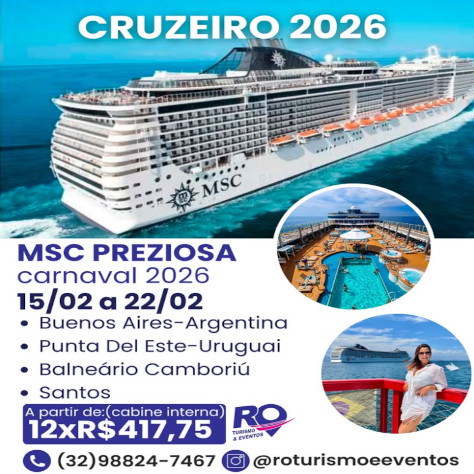 CRUZEIRO 2026
MSC
MSC PREZIOSA
carnaval 2026
15/02 a 22/02
• Buenos Aires-Argentina
• Punta Del Este-Uruguai
• Balneário Camboriú
• Santos
A partir de:(cabine interna)
12xR$417,75
RO
TURISMO
& EVENTOS
(32)98824-7467 @roturismoeeventos